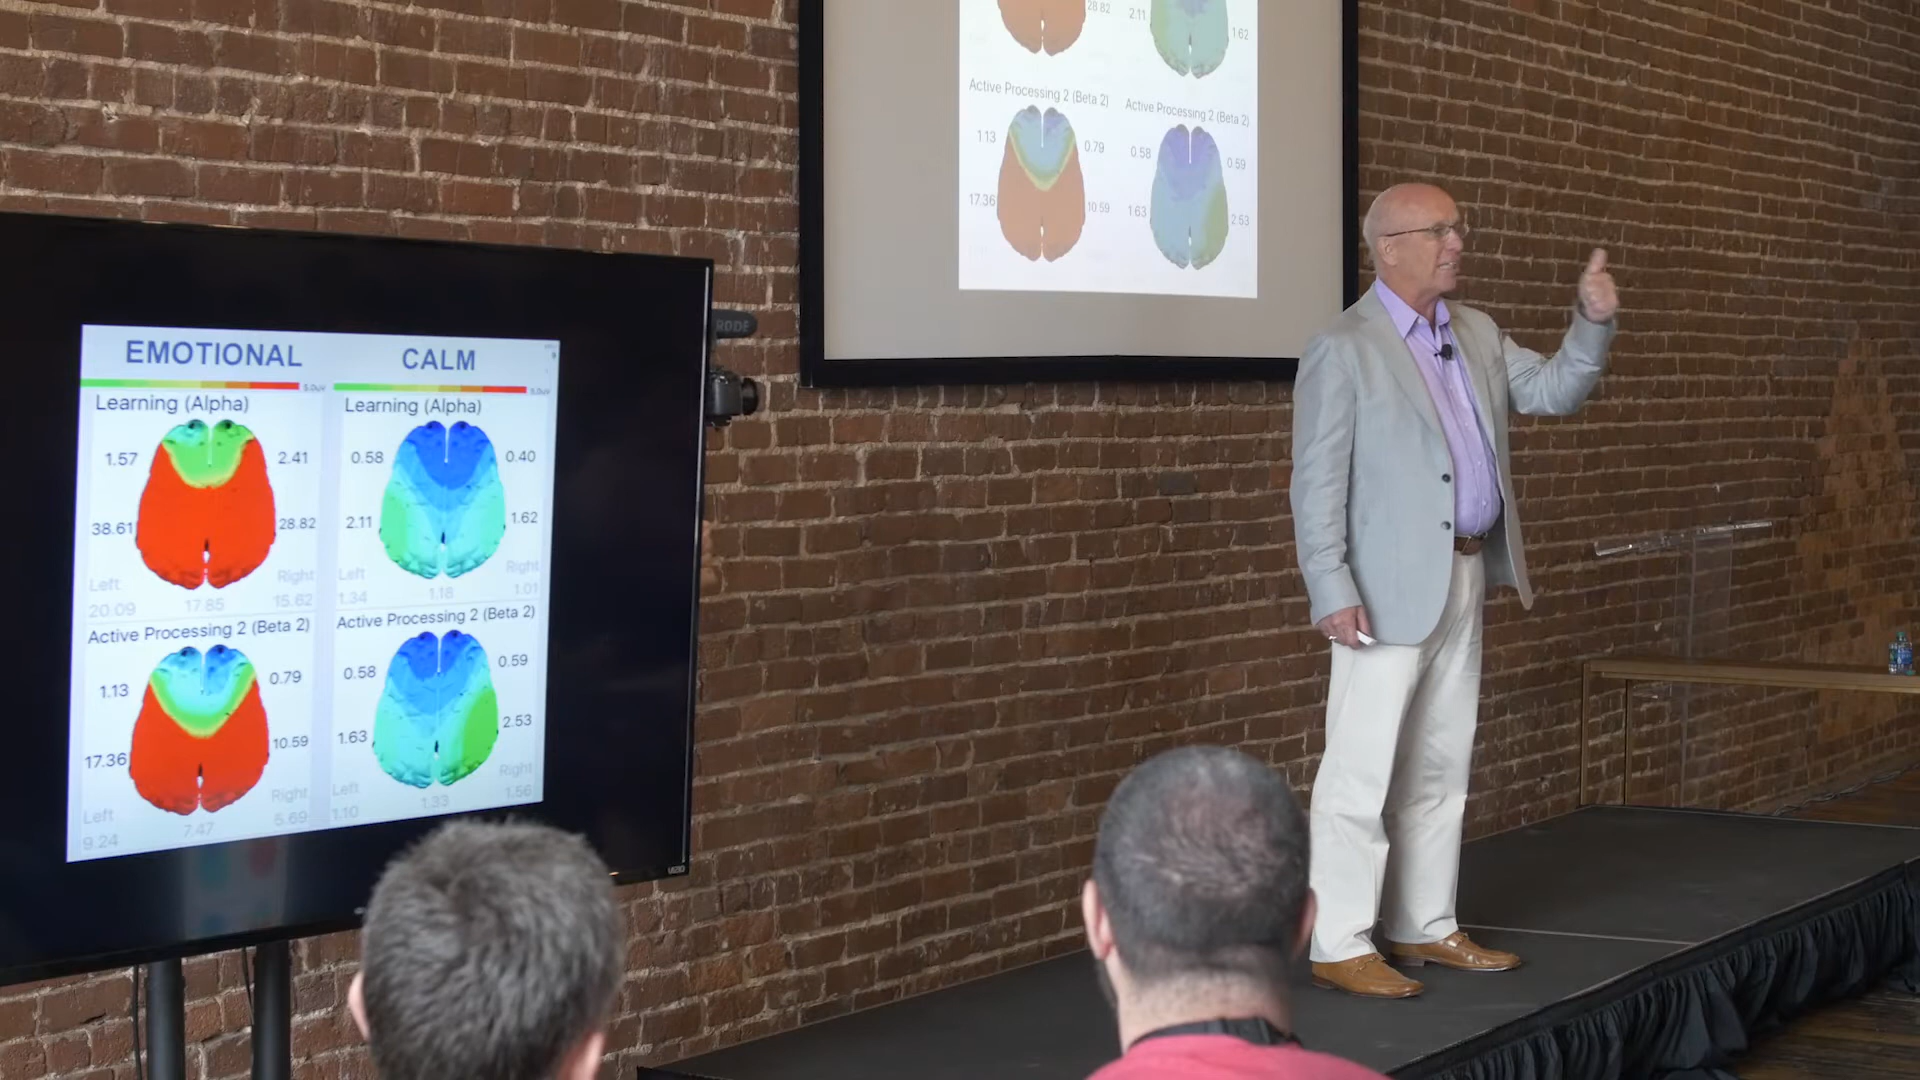 EMOTIONAL CALM
5.0uV 5.0uV
Learning (Alpha) Learning (Alpha)
1.57 2.41 0.58 0.40
38.61 28.82 2.11 1.62
Left Right Left Right
20.09 17.85 15.62 1.34 1.18 1.01
Active Processing 2 (Beta 2) Active Processing 2 (Beta 2)
1.13 0.79 0.58 0.59
17.36 10.59 1.63 2.53
Left Right Left Right
9.24 7.47 5.69 1.10 1.33 1.56
VIZIO
RODE
28.82 2.11 1.62
Active Processing 2 (Beta 2) Active Processing 2 (Beta 2)
1.13 0.79 0.58 0.59
17.36 10.59 1.63 2.53